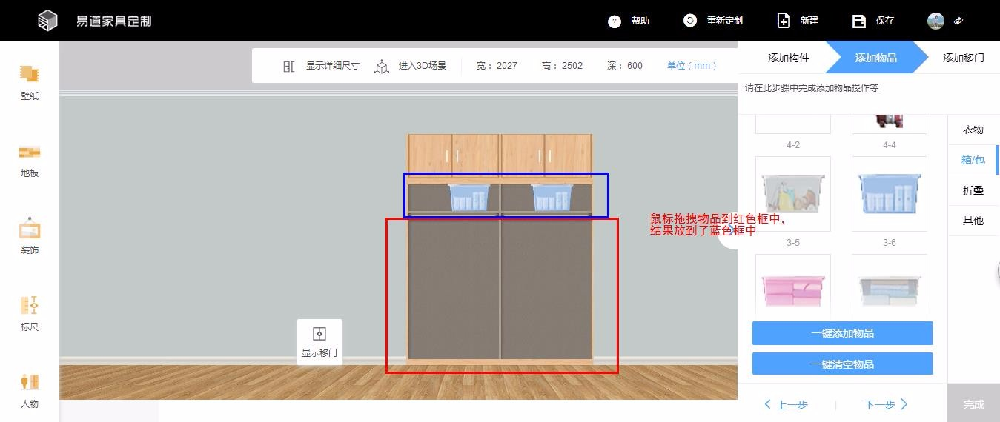 易道家具定制
帮助
重新定制
新建
保存
壁纸
地板
装饰
标尺
人物
显示详细尺寸
进入3D场景
宽：2027
高：2502
深：600
单位（mm）
显示移门
鼠标拖拽物品到红色框中，
结果放到了蓝色框中
添加构件
添加物品
添加移门
请在此步骤中完成添加物品操作等
4-2
4-4
3-5
3-6
衣物
箱/包
折叠
其他
一键添加物品
一键清空物品
上一步
下一步
完成